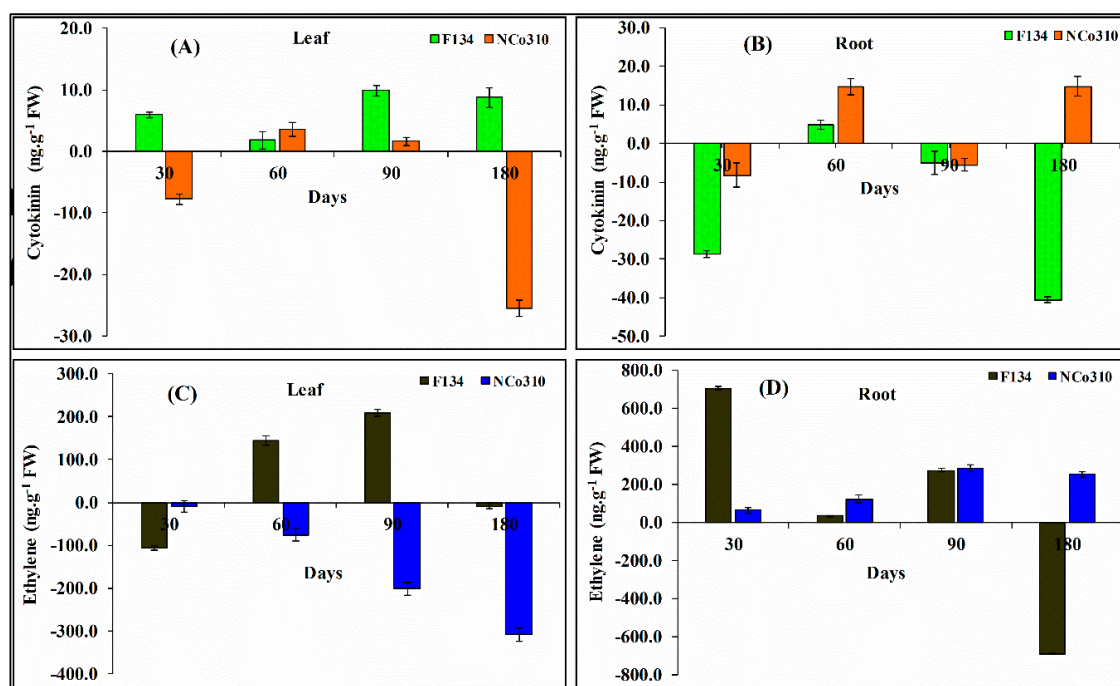 (A)
Leaf
F134 NCo310
Cytokinin (ng.g-1 FW)
20.0
10.0
0.0
-10.0
-20.0
-30.0
30 60 90 180
Days
(B)
Root
F134 NCo310
Cytokinin (ng.g-1 FW)
30.0
20.0
10.0
0.0
-10.0
-20.0
-30.0
-40.0
-50.0
30 60 90 180
Days
(C)
Leaf
F134 NCo310
Ethylene (ng.g-1 FW)
300.0
200.0
100.0
0.0
-100.0
-200.0
-300.0
-400.0
30 60 90 180
Days
(D)
Root
F134 NCo310
Ethylene (ng.g-1 FW)
800.0
600.0
400.0
200.0
0.0
-200.0
-400.0
-600.0
-800.0
30 60 90 180
Days